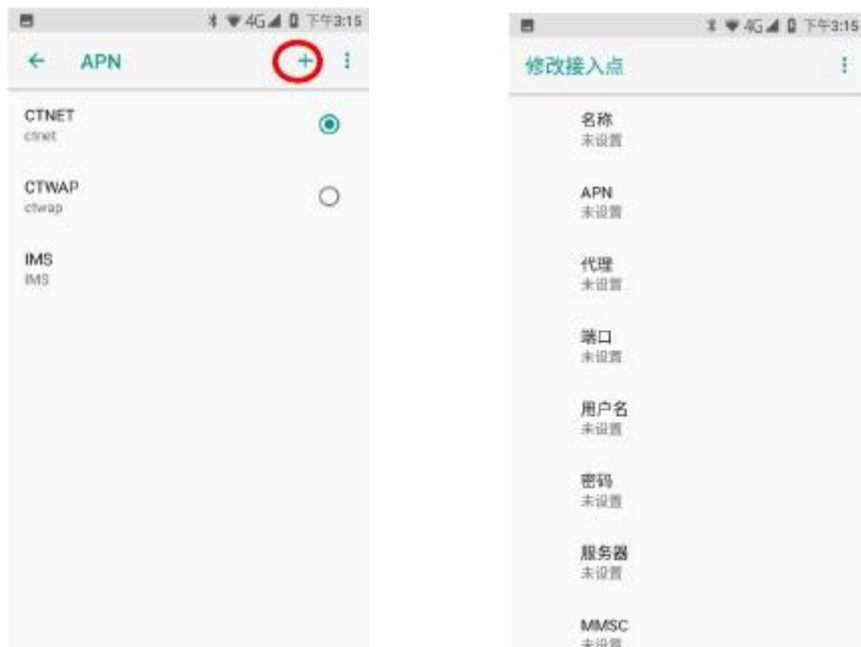 4G 下午3:15
APN
CTNET
ctnet
CTWAP
ctwap
IMS
IMS
4G 下午3:15
修改接入点
名称
未设置
APN
未设置
代理
未设置
端口
未设置
用户名
未设置
密码
未设置
服务器
未设置
MMSC
未设置